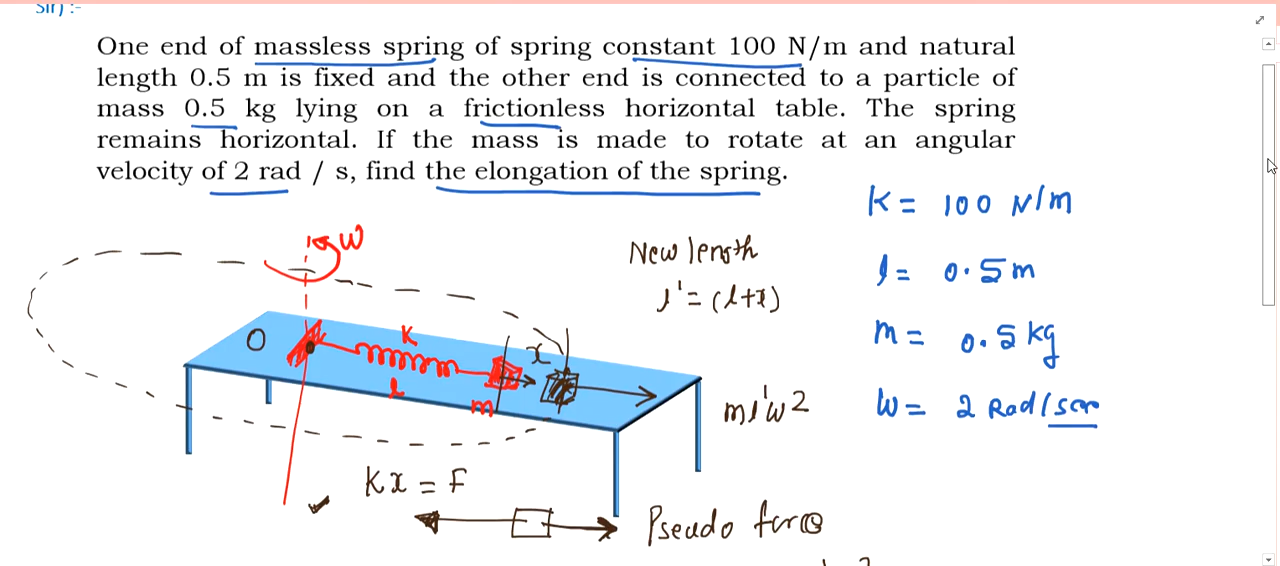 Sir) :-
One end of massless spring of spring constant 100 N/m and natural
length 0.5 m is fixed and the other end is connected to a particle of
mass 0.5 kg lying on a frictionless horizontal table. The spring
remains horizontal. If the mass is made to rotate at an angular
velocity of 2 rad / s, find the elongation of the spring.
K = 100 N/m
l = 0.5 m
m = 0.5 kg
W = 2 Rad/sec
W
New length
l' = (l+x)
O
K
x
l
m
ml'w2
Kx = F
Pseudo force